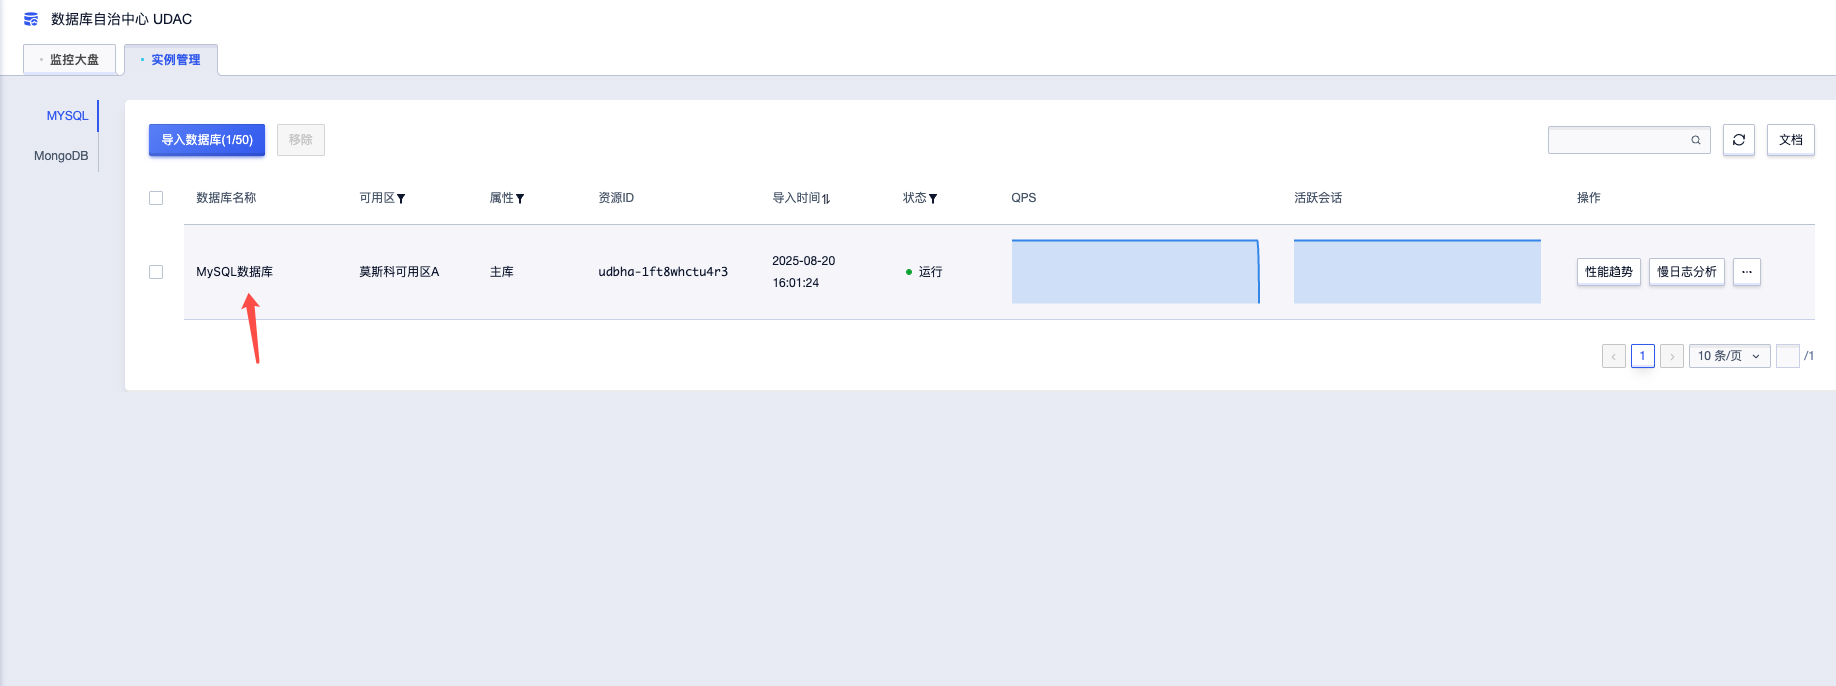 数据库自治中心 UDAC
监控大盘
实例管理
MYSQL
MongoDB
导入数据库(1/50)
移除
文档
数据库名称 可用区 属性 资源ID 导入时间 状态 QPS 活跃会话 操作
MySQL数据库 莫斯科可用区A 主库 udbha-1ft8whctu4r3 2025-08-20 16:01:24 运行 性能趋势 慢日志分析 ...
1 10 条/页 /1